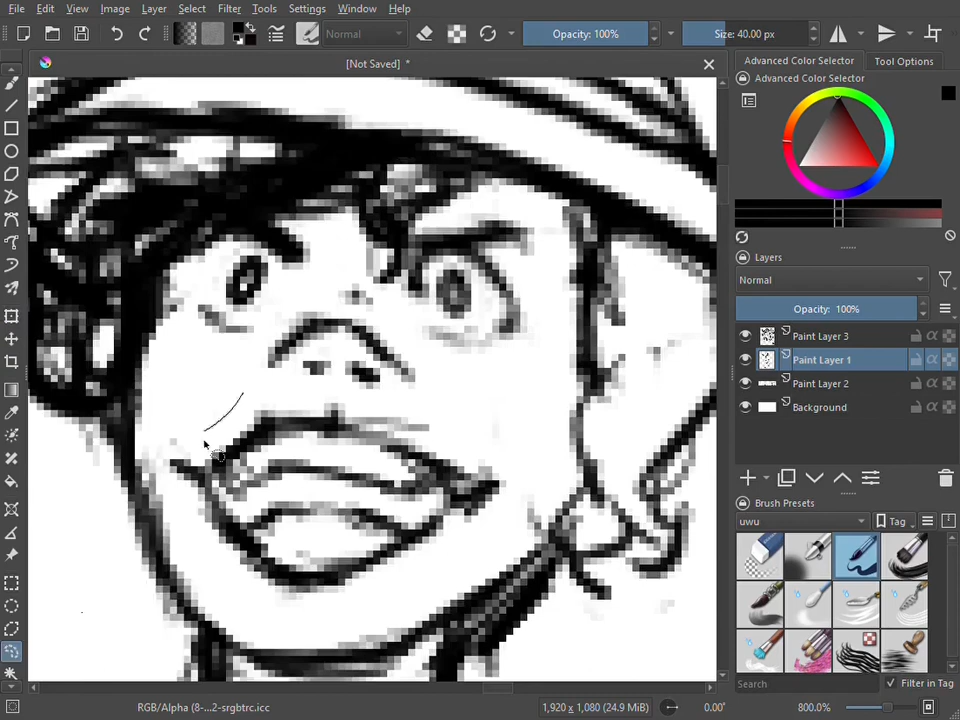 File Edit View Image Layer Select Filter Tools Settings Window Help
Normal Opacity: 100% Size: 40.00 px
[Not Saved] *
Advanced Color Selector Tool Options
Advanced Color Selector
Layers
Normal
Opacity: 100%
Paint Layer 3
Paint Layer 1
Paint Layer 2
Background
Brush Presets
uwu Tag
Search Filter in Tag
RGB/Alpha (8-...2-srgbtrc.icc 1,920 x 1,080 (24.9 MiB) 0.00° 800.0%